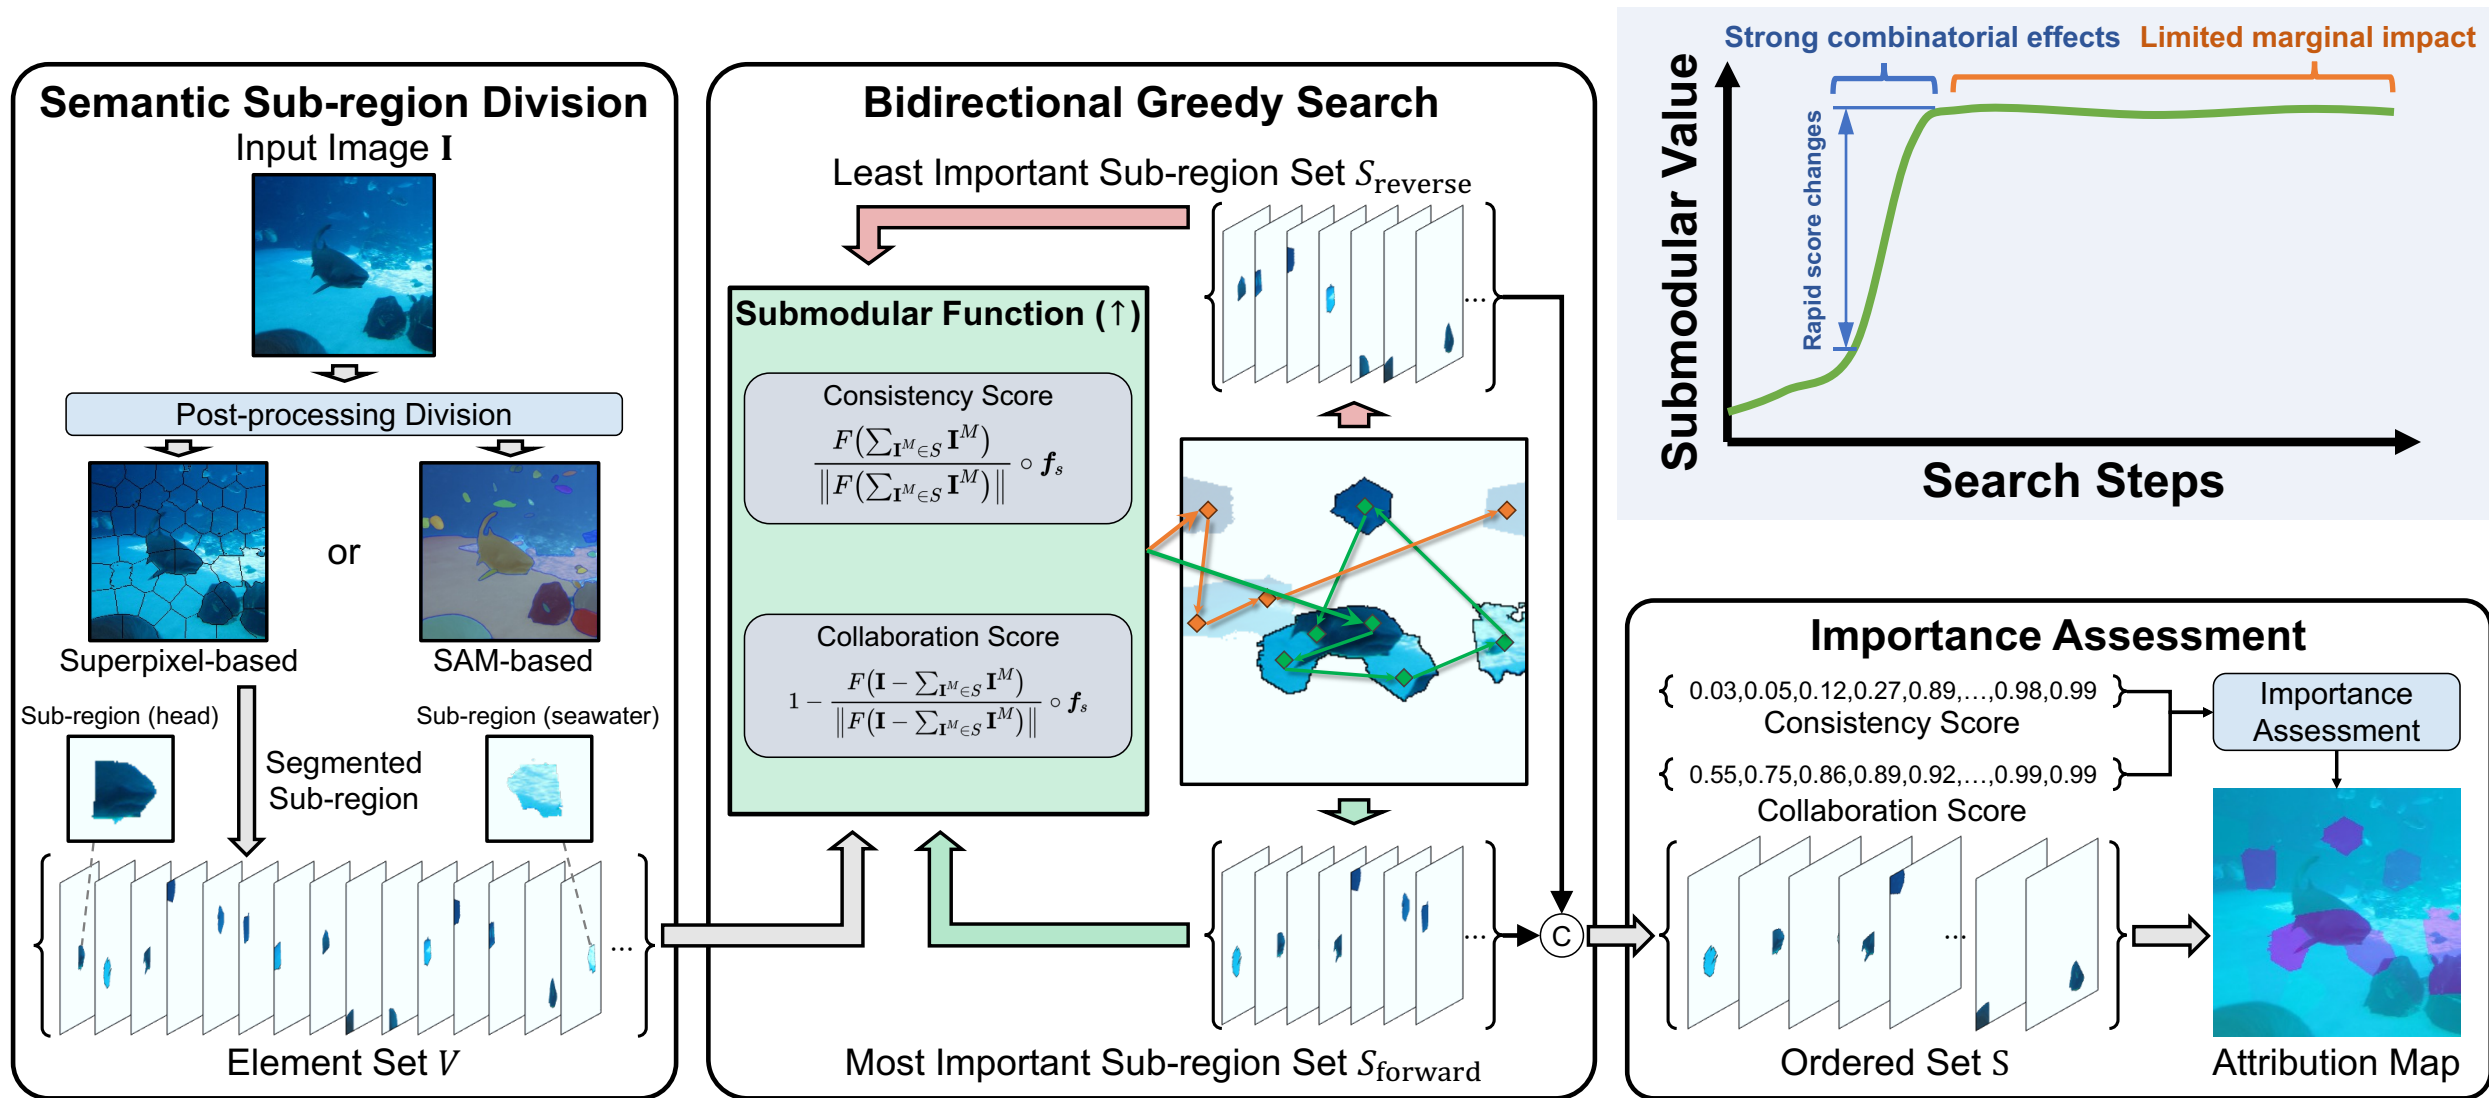 Semantic Sub-region Division
Input Image I
Post-processing Division
or
Superpixel-based
SAM-based
Sub-region (head)
Sub-region (seawater)
Segmented
Sub-region
...
Element Set V
Bidirectional Greedy Search
Least Important Sub-region Set S_reverse
...
Submodular Function (↑)
Consistency Score
F(∑_{I^M∈S} I^M) / ‖F(∑_{I^M∈S} I^M)‖ ∘ f_s
Collaboration Score
1 − F(I − ∑_{I^M∈S} I^M) / ‖F(I − ∑_{I^M∈S} I^M)‖ ∘ f_s
...
C
Most Important Sub-region Set S_forward
Strong combinatorial effects
Limited marginal impact
Rapid score changes
Submodular Value
Search Steps
Importance Assessment
{ 0.03,0.05,0.12,0.27,0.89,…,0.98,0.99 }
Consistency Score
{ 0.55,0.75,0.86,0.89,0.92,…,0.99,0.99 }
Collaboration Score
Importance
Assessment
...
Ordered Set S
Attribution Map